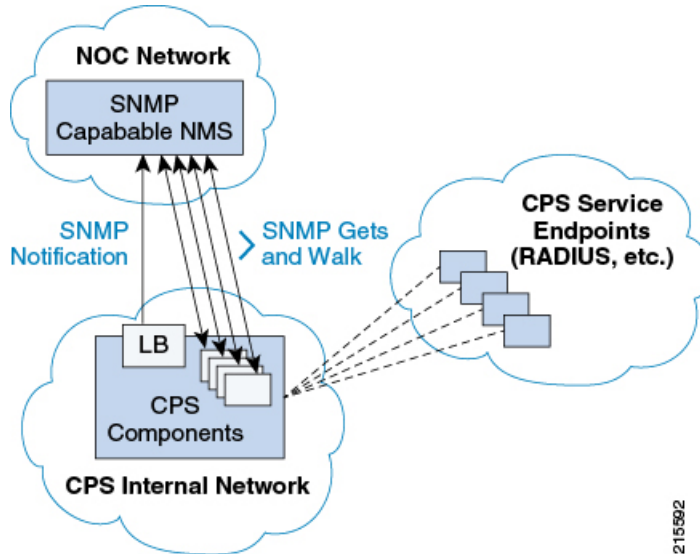 NOC Network
SNMP
Capabable NMS
SNMP
Notification
SNMP Gets
and Walk
CPS Service
Endpoints
(RADIUS, etc.)
LB
CPS
Components
CPS Internal Network
215592